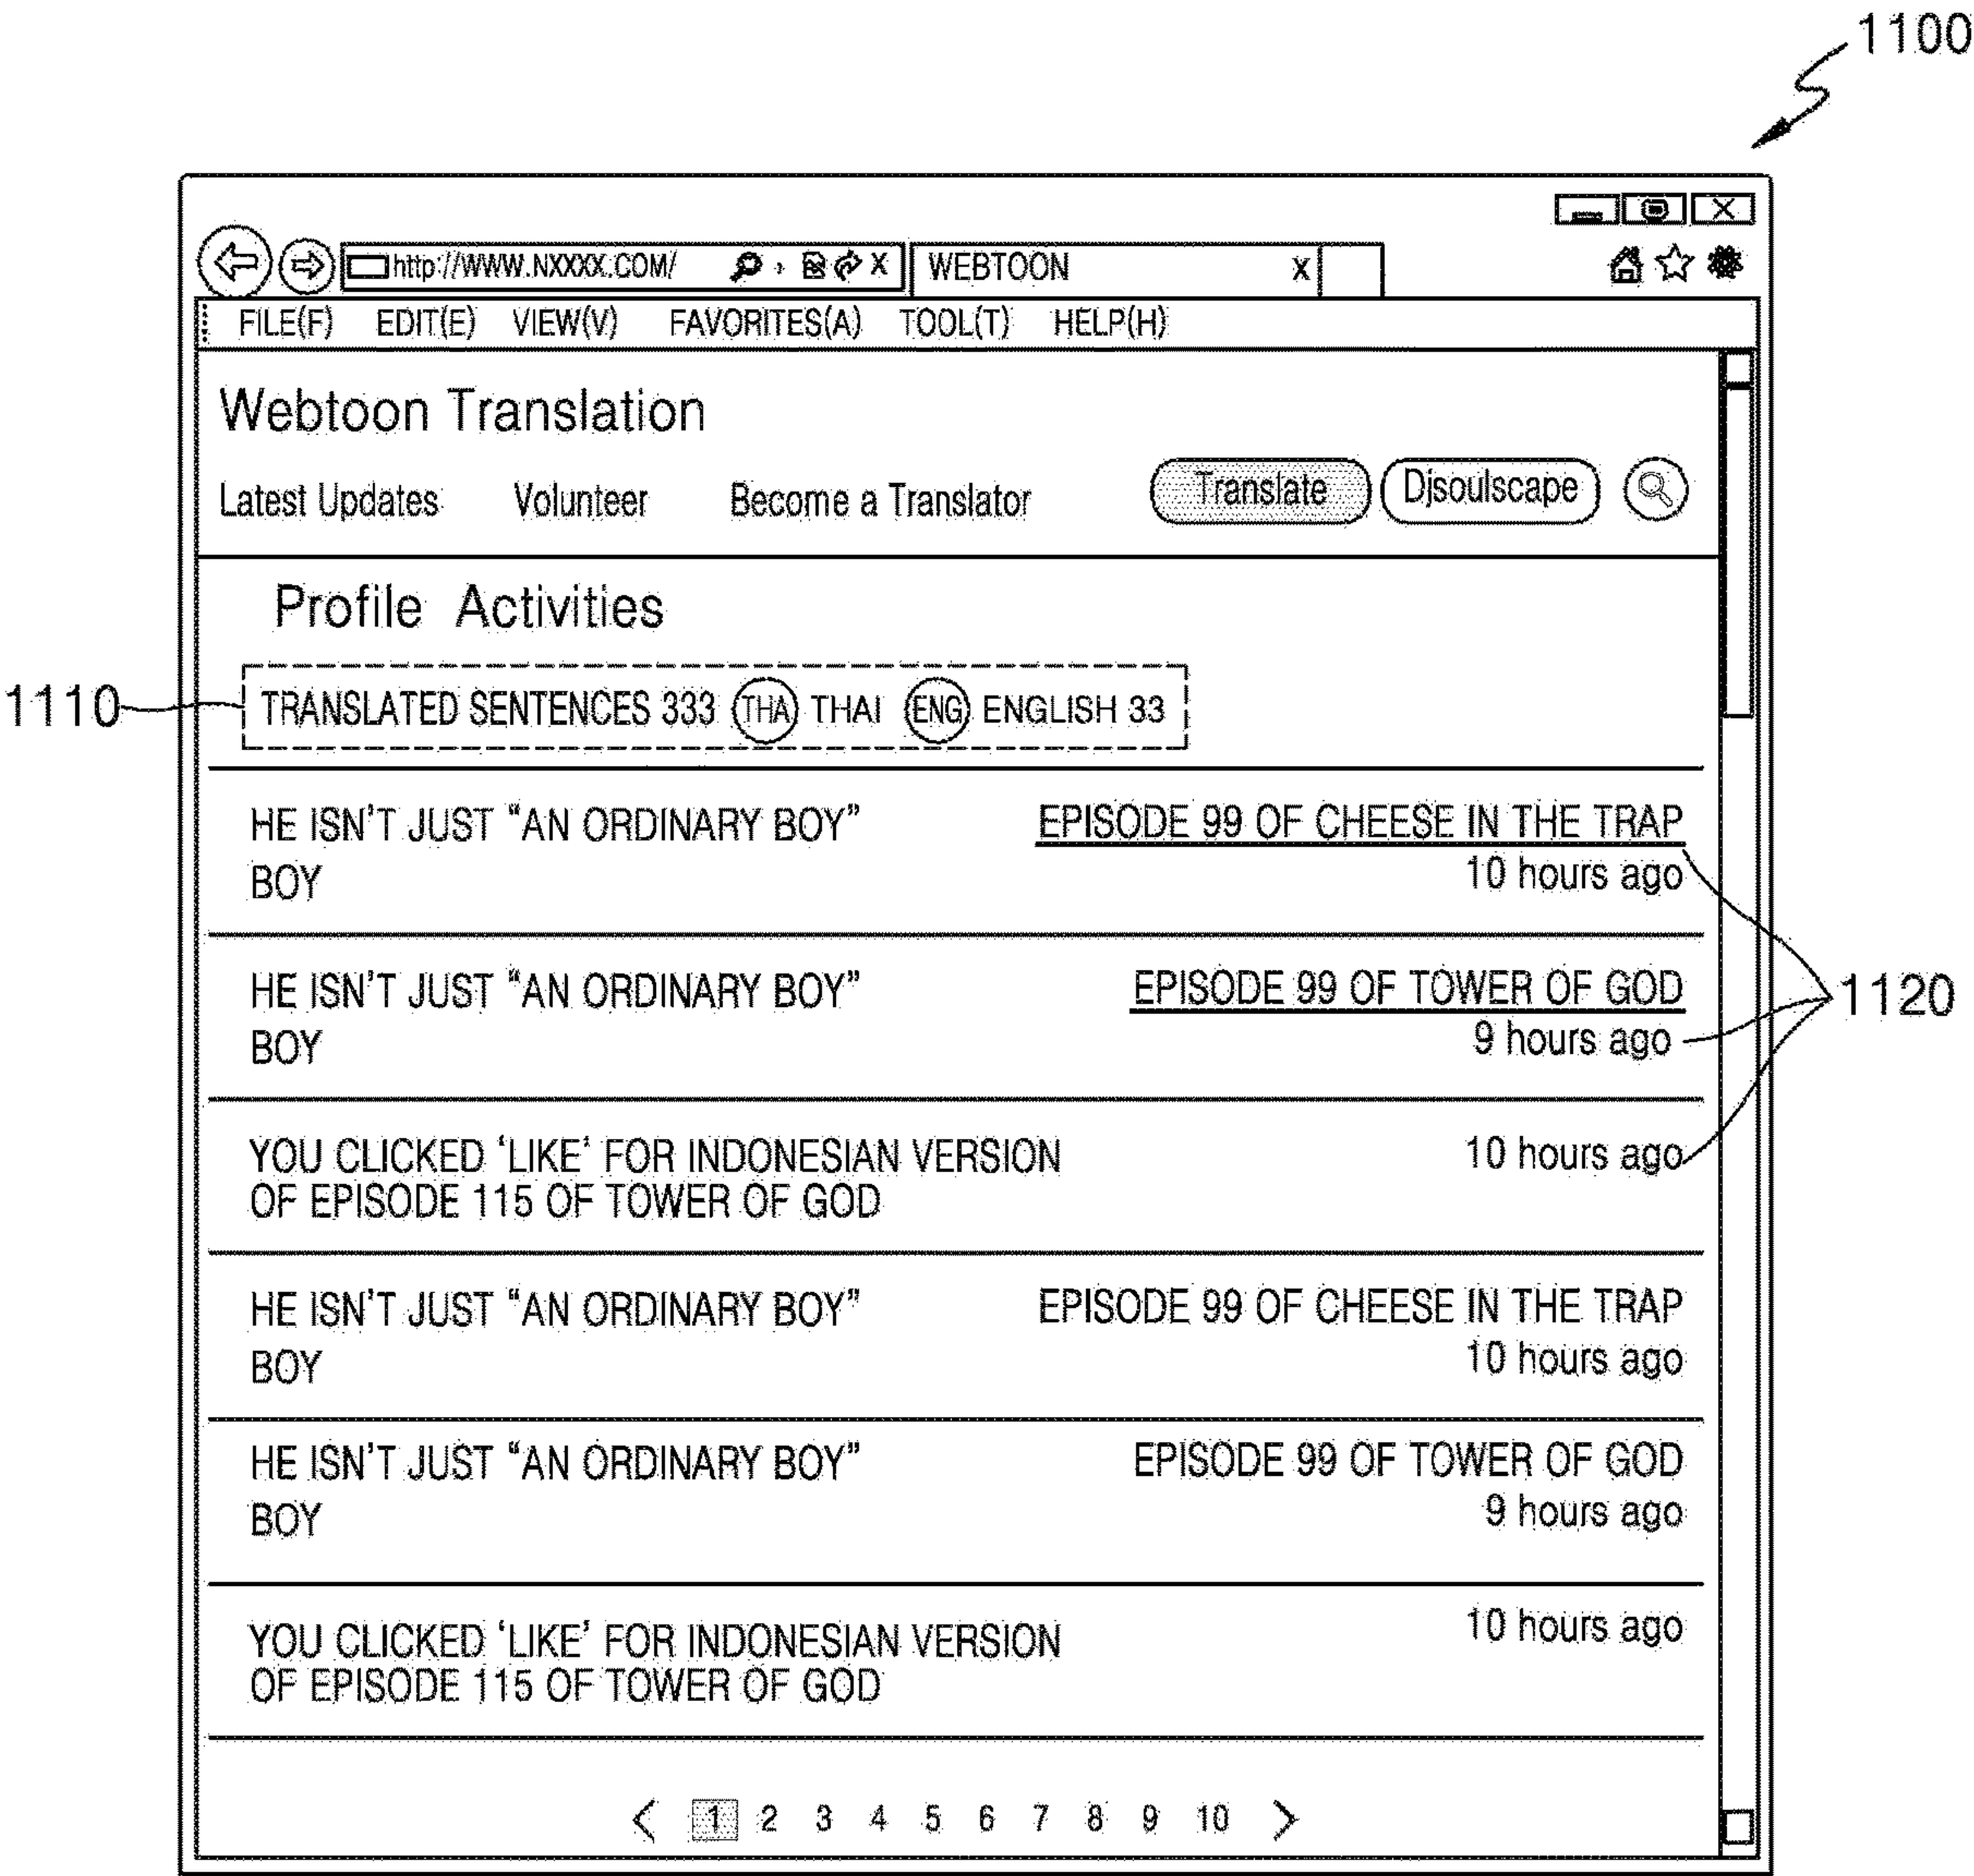 1100
http://WWW.NXXXX.COM/ X WEBTOON X
FILE(F) EDIT(E) VIEW(V) FAVORITES(A) TOOL(T) HELP(H)
Webtoon Translation
Latest Updates Volunteer Become a Translator Translate Djsoulscape
Profile Activities
1110 TRANSLATED SENTENCES 333 THA THAI ENG ENGLISH 33
HE ISN'T JUST “AN ORDINARY BOY” EPISODE 99 OF CHEESE IN THE TRAP
BOY 10 hours ago
HE ISN'T JUST “AN ORDINARY BOY” EPISODE 99 OF TOWER OF GOD
1120
BOY 9 hours ago
YOU CLICKED ‘LIKE‘ FOR INDONESIAN VERSION 10 hours ago
OF EPISODE 115 OF TOWER OF GOD
HE ISN'T JUST “AN ORDINARY BOY” EPISODE 99 OF CHEESE IN THE TRAP
BOY 10 hours ago
HE ISN'T JUST “AN ORDINARY BOY” EPISODE 99 OF TOWER OF GOD
BOY 9 hours ago
YOU CLICKED ‘LIKE’ FOR INDONESIAN VERSION 10 hours ago
OF EPISODE 115 OF TOWER OF GOD
< 1 2 3 4 5 6 7 8 9 10 >